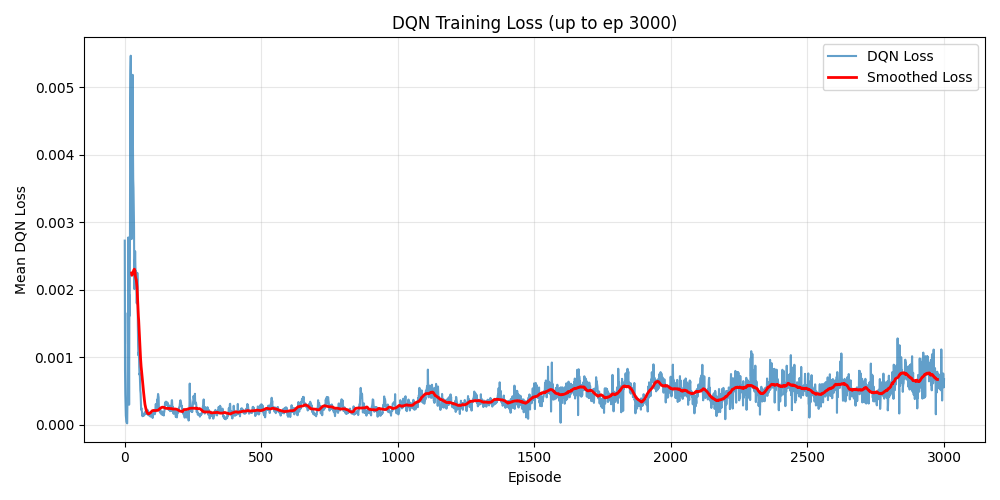 DQN Training Loss (up to ep 3000)
DQN Loss
Smoothed Loss
Mean DQN Loss
0.005
0.004
0.003
0.002
0.001
0.000
0 500 1000 1500 2000 2500 3000
Episode